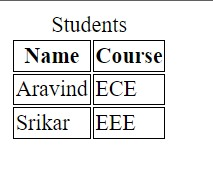 Students
Name Course
Aravind ECE
Srikar EEE